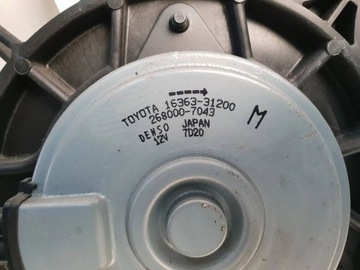 TOYOTA 16363-31200
268000-7043
DENSO JAPAN
12V 7D20
M